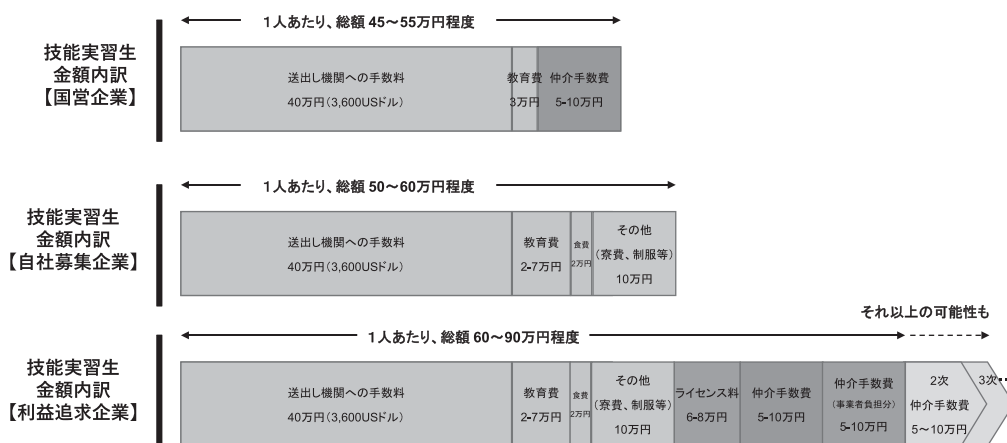 1人あたり、総額 45～55万円程度
技能実習生
金額内訳
【国営企業】
送出し機関への手数料
40万円（3,600USドル）
教育費
3万円
仲介手数費
5-10万円
1人あたり、総額 50～60万円程度
技能実習生
金額内訳
【自社募集企業】
送出し機関への手数料
40万円（3,600USドル）
教育費
2-7万円
食費
2万円
その他
（寮費、制服等）
10万円
それ以上の可能性も
1人あたり、総額 60～90万円程度
技能実習生
金額内訳
【利益追求企業】
送出し機関への手数料
40万円（3,600USドル）
教育費
2-7万円
食費
2万円
その他
（寮費、制服等）
10万円
ライセンス料
6-8万円
仲介手数費
5-10万円
仲介手数費
（事業者負担分）
5-10万円
2次
仲介手数費
5～10万円
3次・・